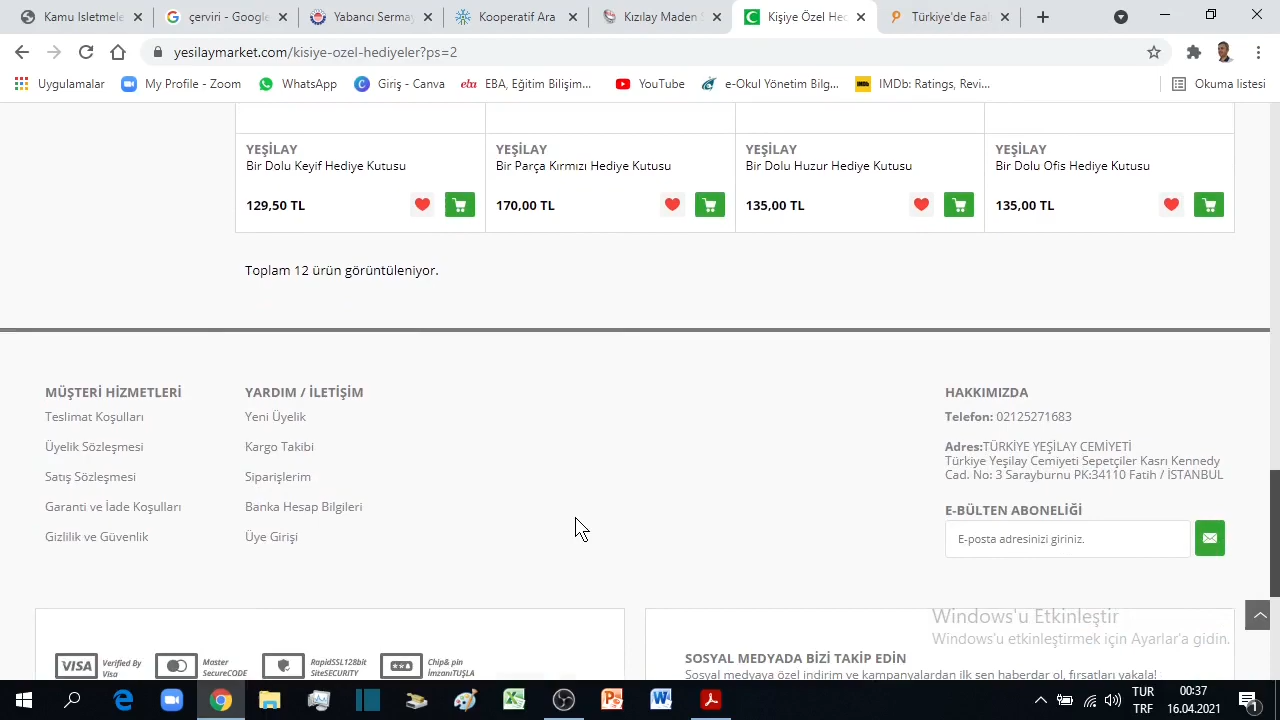 Kamu Isletmele
çerviri - Google
Yabancı Sermay
Kooperatif Ara
Kızılay Maden S
Kişiye Özel Hec
Türkiye'de Faal
yesilaymarket.com/kisiye-ozel-hediyeler?ps=2
Uygulamalar
My Profile - Zoom
WhatsApp
Giriş - Canva
eba
EBA, Eğitim Bilişim...
YouTube
e-Okul Yönetim Bilg...
IMDb
IMDb: Ratings, Revi...
Okuma listesi
YEŞİLAY
Bir Dolu Keyif Hediye Kutusu
129,50 TL
YEŞİLAY
Bir Parça Kırmızı Hediye Kutusu
170,00 TL
YEŞİLAY
Bir Dolu Huzur Hediye Kutusu
135,00 TL
YEŞİLAY
Bir Dolu Ofis Hediye Kutusu
135,00 TL
Toplam 12 ürün görüntüleniyor.
MÜŞTERİ HİZMETLERİ
Teslimat Koşulları
Üyelik Sözleşmesi
Satış Sözleşmesi
Garanti ve İade Koşulları
Gizlilik ve Güvenlik
YARDIM / İLETİŞİM
Yeni Üyelik
Kargo Takibi
Siparişlerim
Banka Hesap Bilgileri
Üye Girişi
HAKKIMIZDA
Telefon: 02125271683
Adres:TÜRKİYE YEŞİLAY CEMİYETİ
Türkiye Yeşilay Cemiyeti Sepetçiler Kasrı Kennedy
Cad. No: 3 Sarayburnu PK:34110 Fatih / İSTANBUL
E-BÜLTEN ABONELİĞİ
E-posta adresinizi giriniz.
VISA
Verified By
Visa
Master
SecureCODE
RapidSSL128bit
SiteSECURITY
Chip& pin
İmzanıTUŞLA
SOSYAL MEDYADA BİZİ TAKİP EDİN
Sosyal medyaya özel indirim ve kampanyalardan ilk sen haberdar ol, fırsatları yakala!
Windows'u Etkinleştir
Windows'u etkinleştirmek için Ayarlar'a gidin.
TUR
TRF
00:37
16.04.2021
1